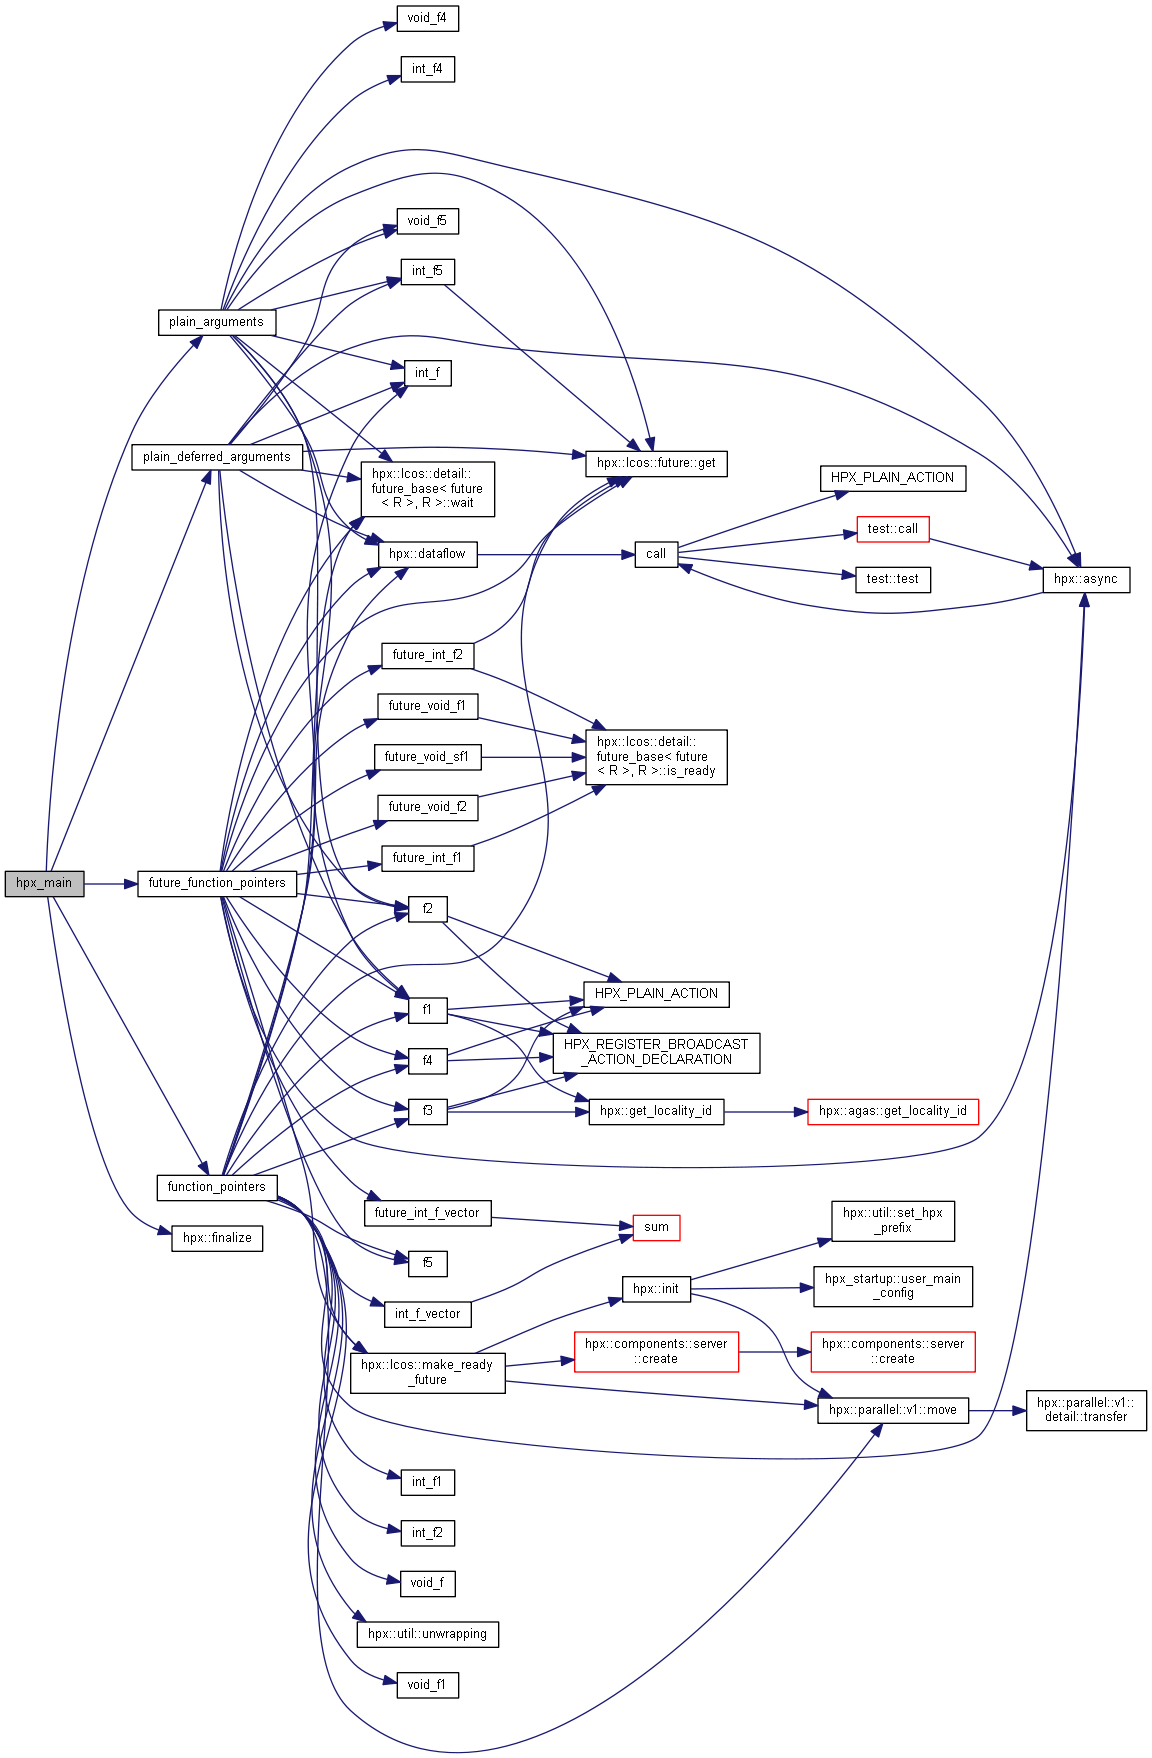 void_f4
int_f4
void_f5
int_f5
plain_arguments
int_f
plain_deferred_arguments
hpx::lcos::future::get
hpx::lcos::detail::
future_base< future
< R >, R >::wait
HPX_PLAIN_ACTION
test::call
hpx::dataflow
call
test::test
hpx::async
future_int_f2
future_void_f1
hpx::lcos::detail::
future_base< future
< R >, R >::is_ready
future_void_sf1
future_void_f2
future_int_f1
hpx_main
future_function_pointers
f2
HPX_PLAIN_ACTION
f1
HPX_REGISTER_BROADCAST
_ACTION_DECLARATION
f4
f3
hpx::get_locality_id
hpx::agas::get_locality_id
function_pointers
future_int_f_vector
sum
hpx::util::set_hpx
_prefix
hpx::finalize
f5
hpx::init
hpx_startup::user_main
_config
int_f_vector
hpx::lcos::make_ready
_future
hpx::components::server
::create
hpx::components::server
::create
hpx::parallel::v1::move
hpx::parallel::v1::
detail::transfer
int_f1
int_f2
void_f
hpx::util::unwrapping
void_f1